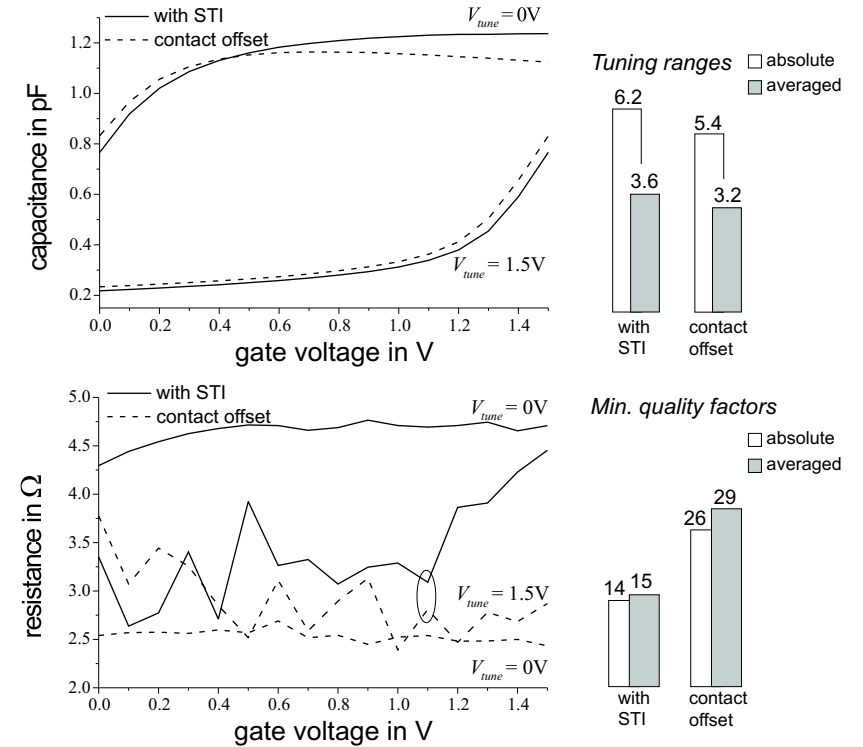 with STI
contact offset
V tune = 0V
V tune = 1.5V
1.2
1.0
0.8
0.6
0.4
0.2
capacitance in pF
0.0 0.2 0.4 0.6 0.8 1.0 1.2 1.4
gate voltage in V
Tuning ranges
absolute
averaged
6.2
3.6
5.4
3.2
with STI
contact offset
with STI
contact offset
V tune = 0V
V tune = 1.5V
V tune = 0V
5.0
4.5
4.0
3.5
3.0
2.5
2.0
resistance in Ω
0.0 0.2 0.4 0.6 0.8 1.0 1.2 1.4
gate voltage in V
Min. quality factors
absolute
averaged
14
15
26
29
with STI
contact offset